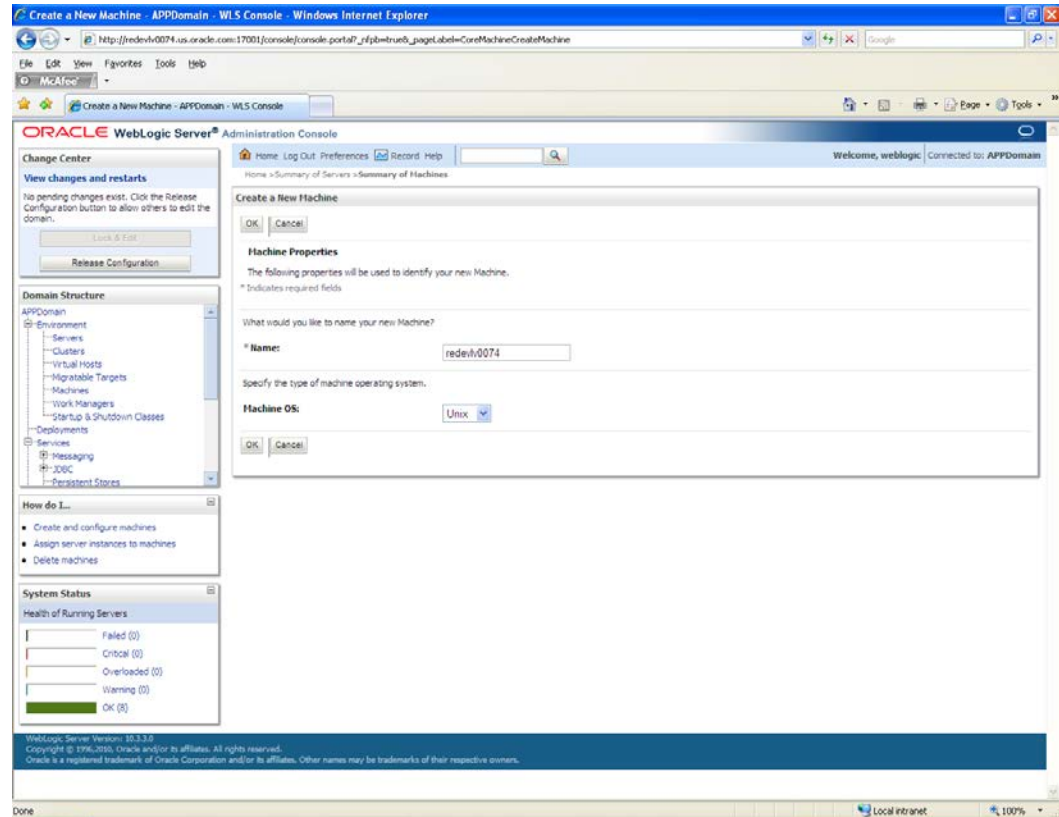 Create a New Machine - APPDomain - WLS Console - Windows Internet Explorer
http://redevlv0074.us.oracle.com:17001/console/console.portal?_nfpb=true&_pageLabel=CoreMachineCreateMachine
Google
File Edit View Favorites Tools Help
McAfee
Create a New Machine - APPDomain - WLS Console
Page Tools
ORACLE WebLogic Server® Administration Console
Change Center
View changes and restarts
No pending changes exist. Click the Release
Configuration button to allow others to edit the
domain.
Lock & Edit
Release Configuration
Domain Structure
APPDomain
Environment
Servers
Clusters
Virtual Hosts
Migratable Targets
Machines
Work Managers
Startup & Shutdown Classes
Deployments
Services
Messaging
JDBC
Persistent Stores
How do I...
Create and configure machines
Assign server instances to machines
Delete machines
System Status
Health of Running Servers
Failed (0)
Critical (0)
Overloaded (0)
Warning (0)
OK (8)
Home Log Out Preferences Record Help
Welcome, weblogic Connected to: APPDomain
Home >Summary of Servers >Summary of Machines
Create a New Machine
OK Cancel
Machine Properties
The following properties will be used to identify your new Machine.
* Indicates required fields
What would you like to name your new Machine?
* Name: redevlv0074
Specify the type of machine operating system.
Machine OS: Unix
OK Cancel
WebLogic Server Version: 10.3.3.0
Copyright © 1996,2010, Oracle and/or its affiliates. All rights reserved.
Oracle is a registered trademark of Oracle Corporation and/or its affiliates. Other names may be trademarks of their respective owners.
Done
Local intranet
100%